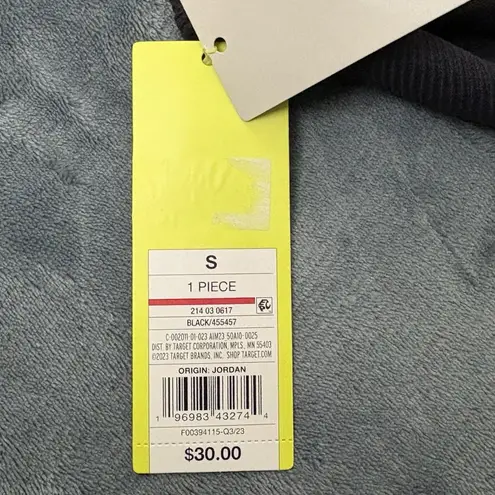 S
1 PIECE
214 03 0617
BLACK/455457
C-002011-01-023 AIM23 50A10-0025
DIST. BY TARGET CORPORATION, MPLS, MN 55403
©2023 TARGET BRANDS, INC. SHOP TARGET.COM
ORIGIN: JORDAN
1 96983 43274 4
F00394115-Q3/23
$30.00